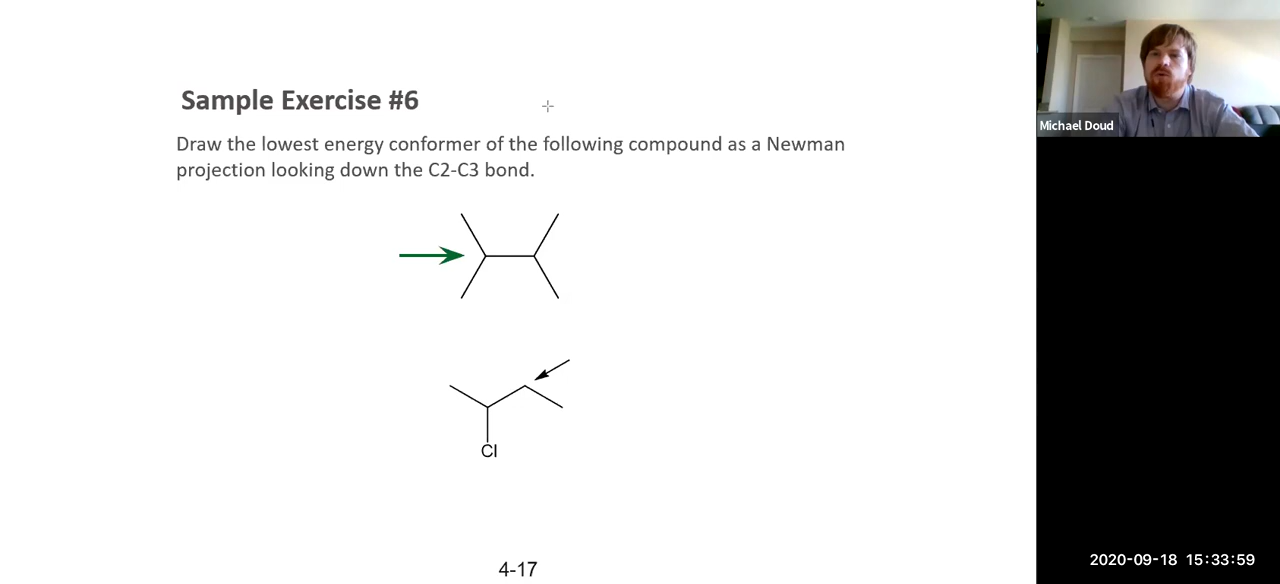 Sample Exercise #6
Draw the lowest energy conformer of the following compound as a Newman
projection looking down the C2-C3 bond.
Cl
4-17
Michael Doud
2020-09-18 15:33:59